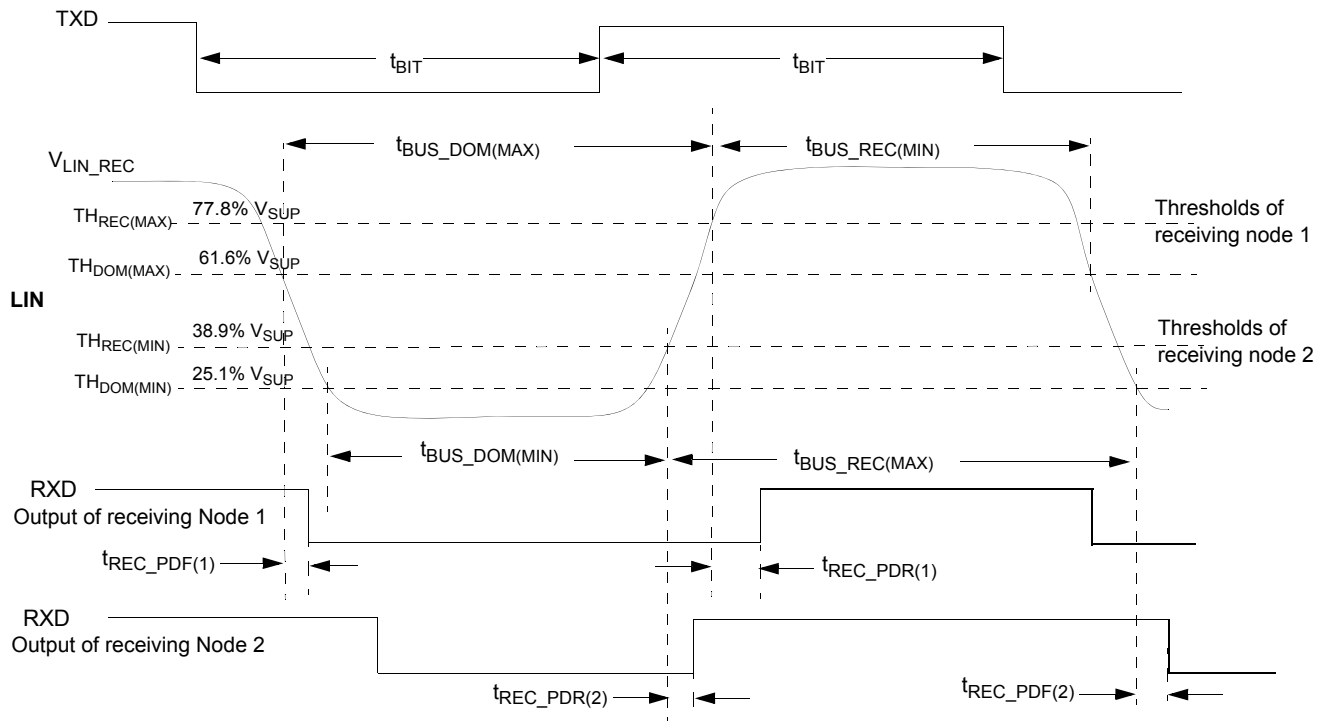 TXD
tBIT
tBIT
tBUS_DOM(MAX)
tBUS_REC(MIN)
VLIN_REC
THREC(MAX) 77.8% VSUP
Thresholds of
receiving node 1
THDOM(MAX) 61.6% VSUP
LIN
THREC(MIN) 38.9% VSUP
Thresholds of
receiving node 2
THDOM(MIN) 25.1% VSUP
tBUS_DOM(MIN)
tBUS_REC(MAX)
RXD
Output of receiving Node 1
tREC_PDF(1)
tREC_PDR(1)
RXD
Output of receiving Node 2
tREC_PDR(2)
tREC_PDF(2)